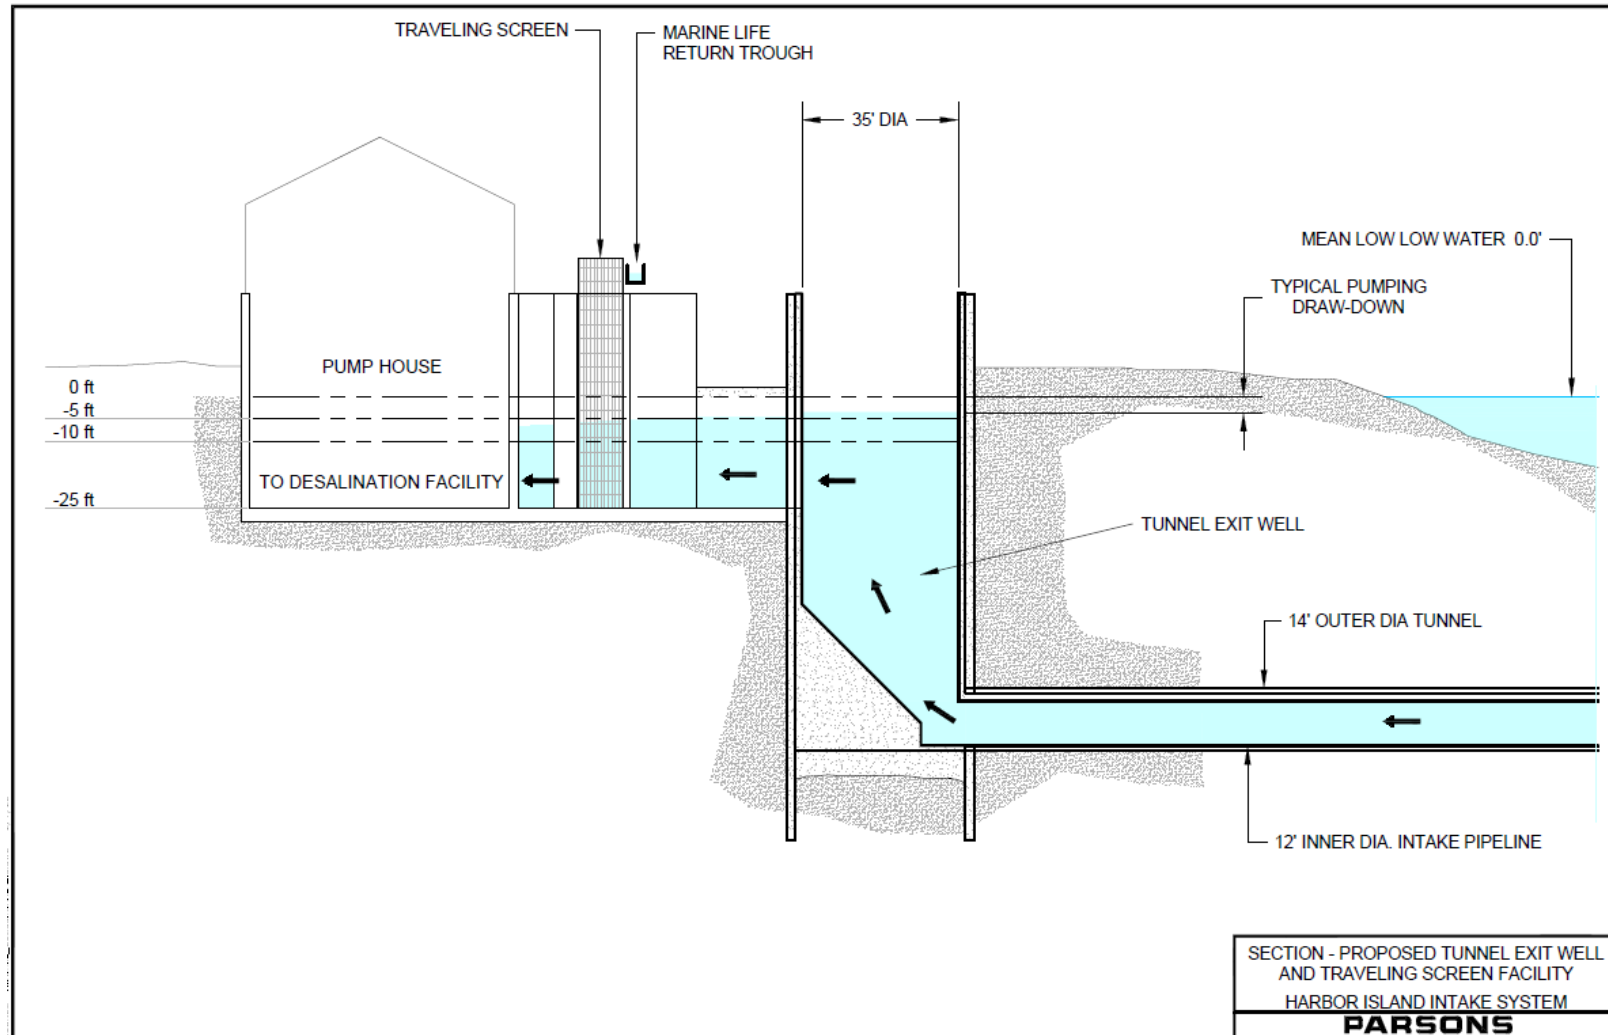 TRAVELING SCREEN
MARINE LIFE
RETURN TROUGH
35' DIA
MEAN LOW LOW WATER 0.0'
TYPICAL PUMPING
DRAW-DOWN
PUMP HOUSE
0 ft
-5 ft
-10 ft
TO DESALINATION FACILITY
-25 ft
TUNNEL EXIT WELL
14' OUTER DIA TUNNEL
12' INNER DIA. INTAKE PIPELINE
SECTION - PROPOSED TUNNEL EXIT WELL
AND TRAVELING SCREEN FACILITY
HARBOR ISLAND INTAKE SYSTEM
PARSONS